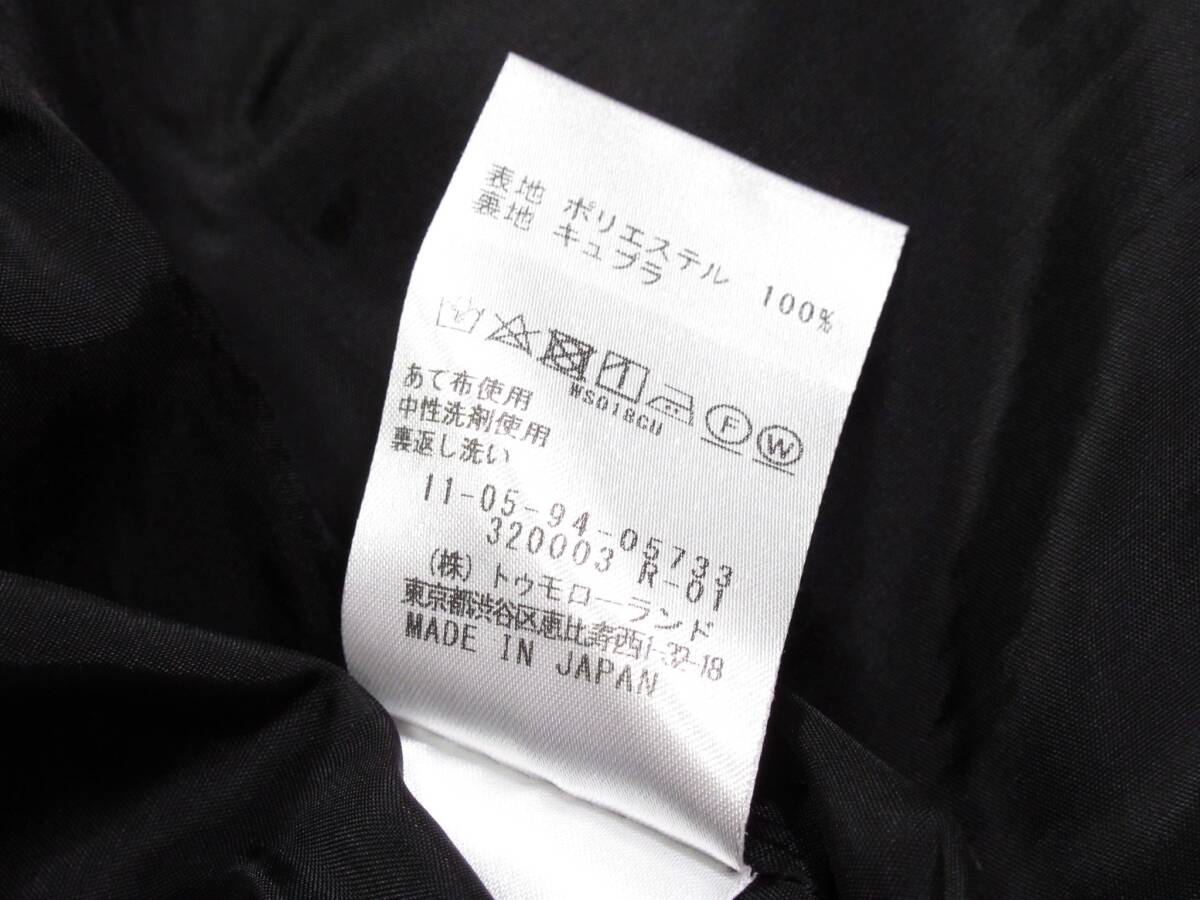 表地 ポリエステル 100%
裏地 キュプラ
WS018GU
F W
あて布使用
中性洗剤使用
裏返し洗い
11-05-94-05733
320003 R-01
(株) トゥモローランド
東京都渋谷区恵比寿西1-32-18
MADE IN JAPAN